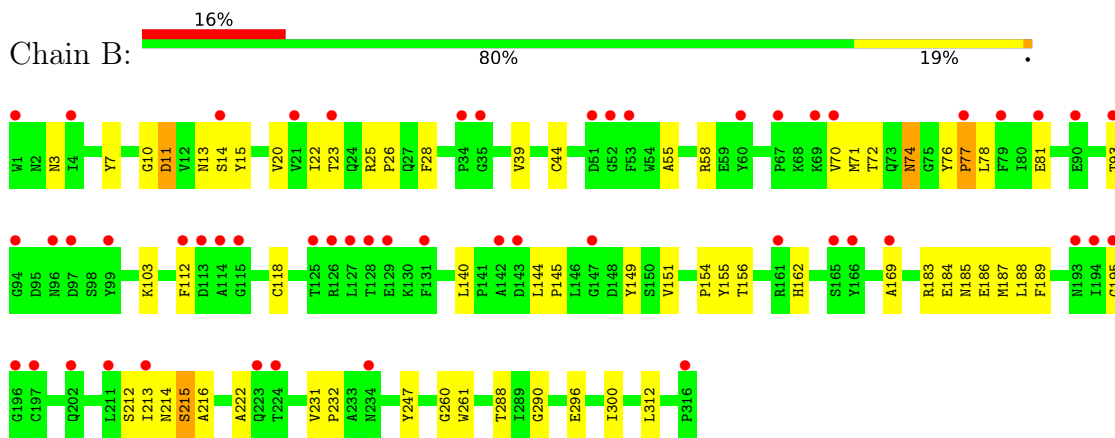 16%
Chain B:
80% 19% •
W1 N2 N3 I4 Y7 G10 D11 V12 N13 S14 Y15 V20 V21 I22 T23 Q24 R25 P26 Q27 F28 P34 G35 V39 C44 D51 G52 F53 W54 A55 R58 E59 Y60 P67 K68 K69 V70 M71 T72 Q73 N74 G75 Y76 P77 L78 F79 I80 E81 E90 T93
G94 D95 N96 D97 S98 Y99 K103 F112 D113 A114 G115 C118 T125 R126 L127 T128 E129 K130 F131 L140 P141 A142 D143 L144 P145 L146 G147 D148 Y149 S150 V151 P154 Y155 T156 R161 H162 S165 Y166 A169 R183 E184 N185 E186 M187 L188 F189 N193 I194 G195
G196 C197 Q202 L211 S212 I213 N214 S215 A216 A222 Q223 T224 V231 P232 A233 N234 Y247 G260 W261 T288 I289 G290 E296 I300 L312 P316